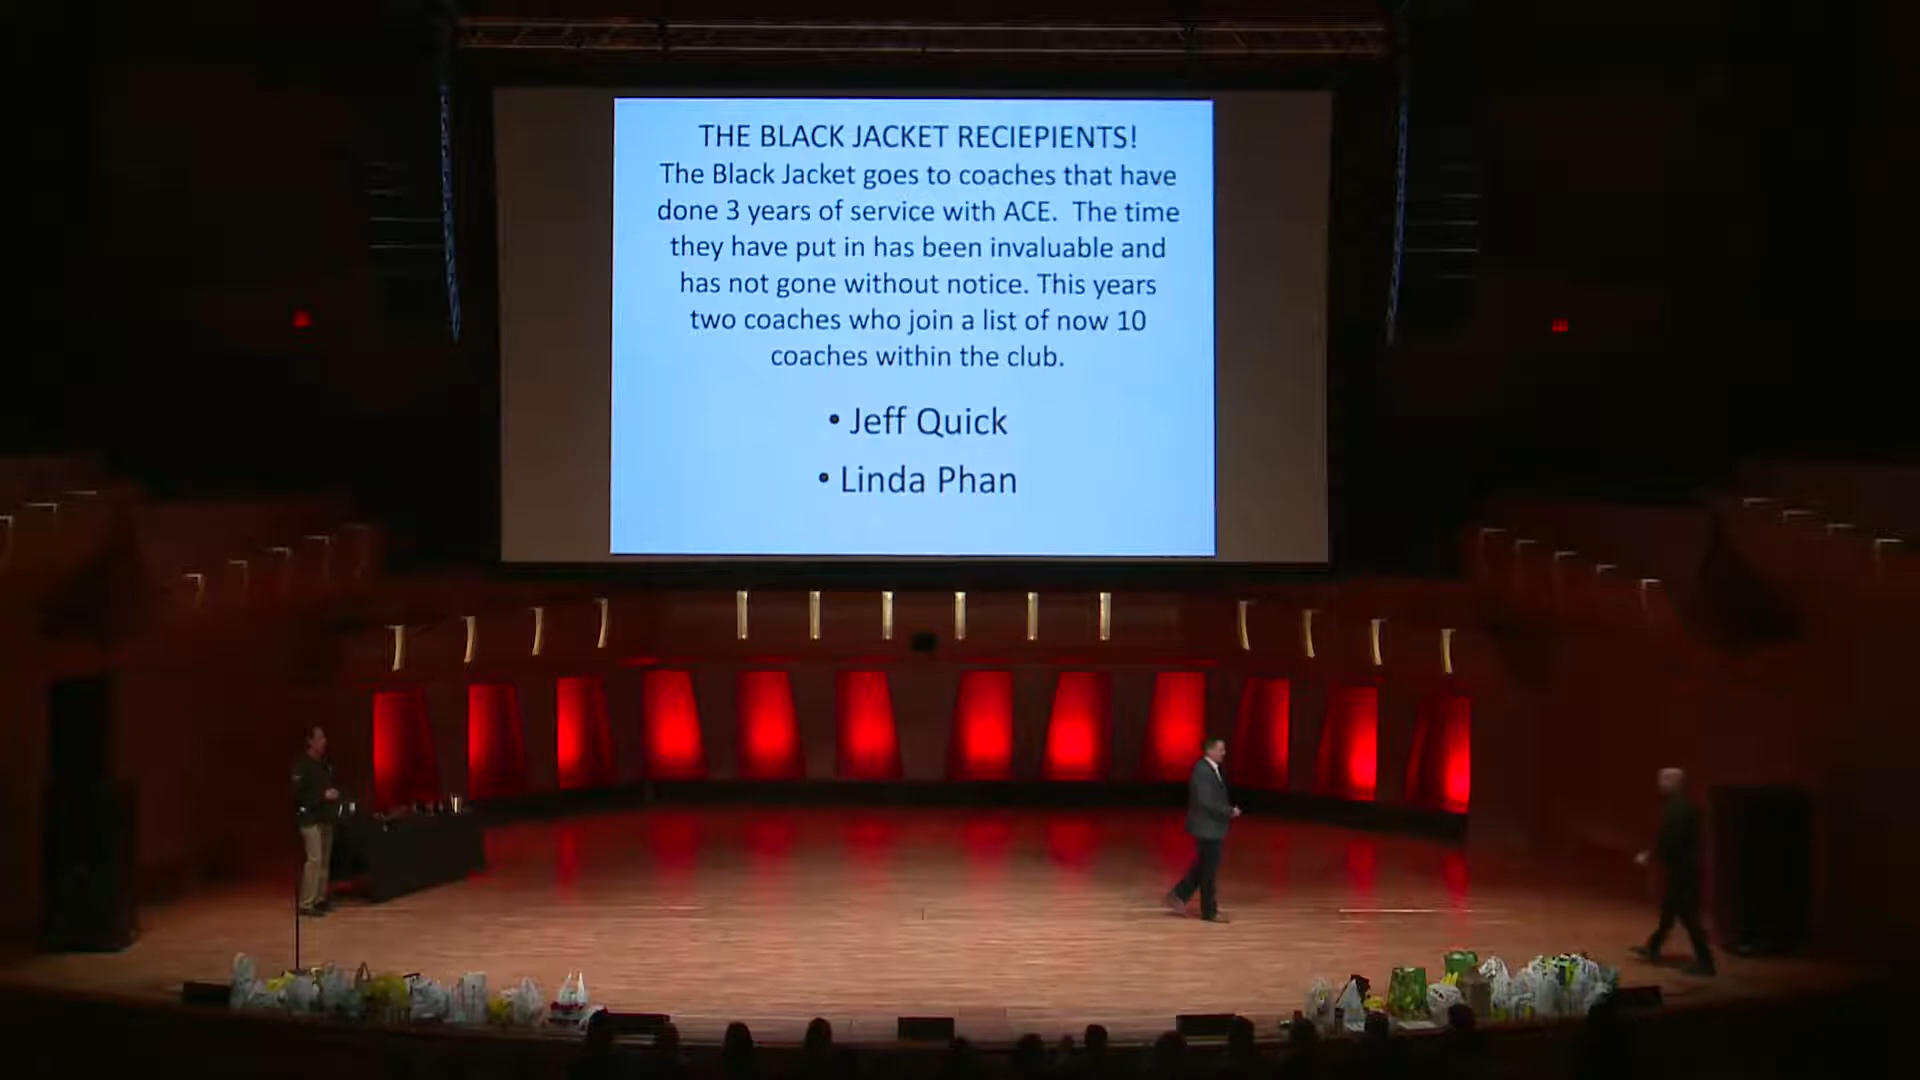 THE BLACK JACKET RECIEPIENTS!
The Black Jacket goes to coaches that have
done 3 years of service with ACE.  The time
they have put in has been invaluable and
has not gone without notice. This years
two coaches who join a list of now 10
coaches within the club.
• Jeff Quick
• Linda Phan